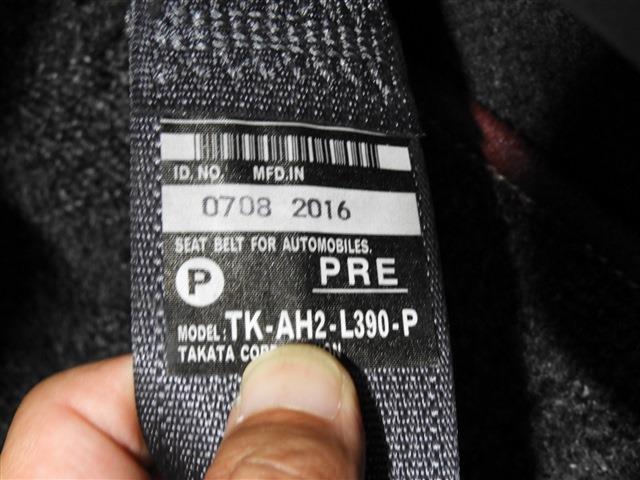 ID. NO. MFD.IN
0708 2016
SEAT BELT FOR AUTOMOBILES.
P PRE
MODEL: TK-AH2-L390-P
TAKATA